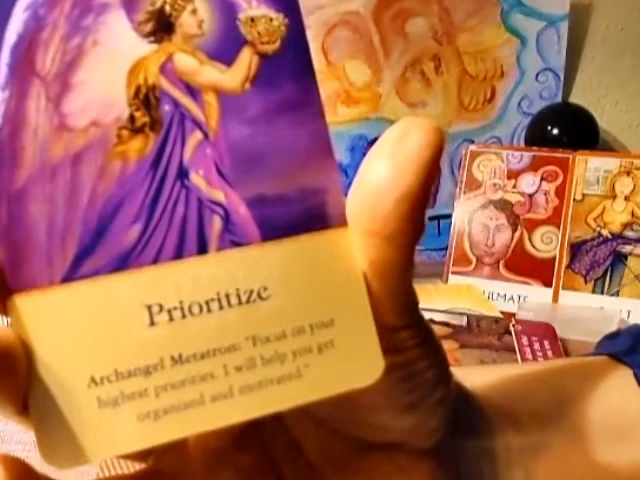 Prioritize
Archangel Metatron: "Focus on your
highest priorities. I will help you get
organized and motivated."